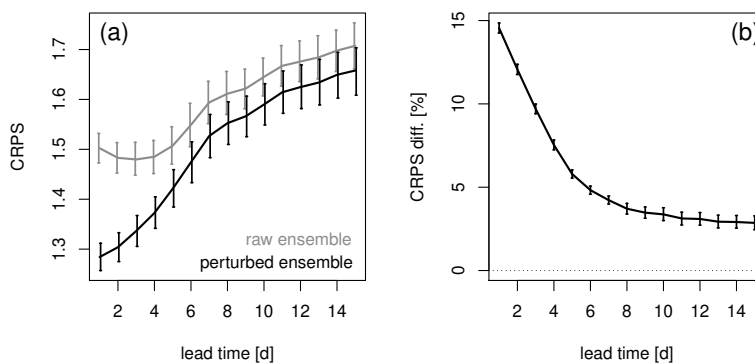 (a)
CRPS
1.7
1.6
1.5
1.4
1.3
raw ensemble
perturbed ensemble
2 4 6 8 10 12 14
lead time [d]
(b)
CRPS diff. [%]
15
10
5
0
2 4 6 8 10 12 14
lead time [d]